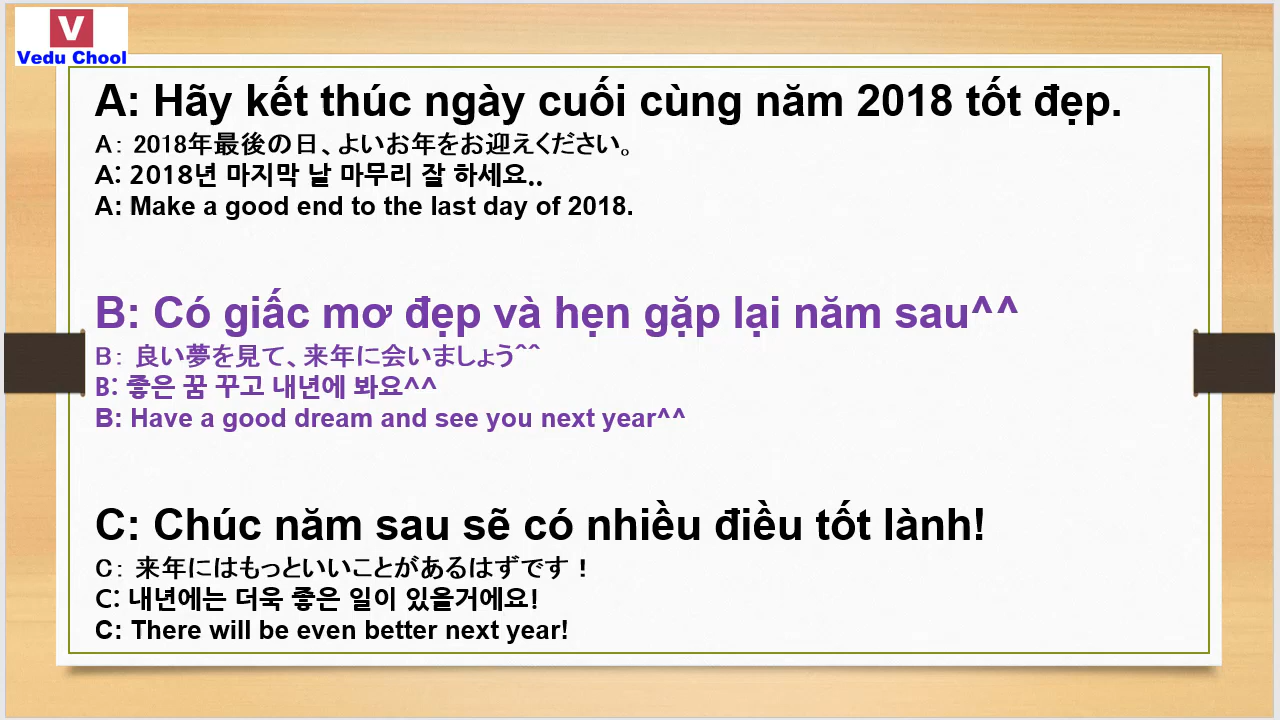 V
Vedu Chool
A: Hãy kết thúc ngày cuối cùng năm 2018 tốt đẹp.
A： 2018年最後の日、よいお年をお迎えください。
A: 2018년 마지막 날 마무리 잘 하세요..
A: Make a good end to the last day of 2018.
B: Có giấc mơ đẹp và hẹn gặp lại năm sau^^
B： 良い夢を見て、来年に会いましょう^^
B: 좋은 꿈 꾸고 내년에 봐요^^
B: Have a good dream and see you next year^^
C: Chúc năm sau sẽ có nhiều điều tốt lành!
C： 来年にはもっといいことがあるはずです！
C: 내년에는 더욱 좋은 일이 있을거에요!
C: There will be even better next year!